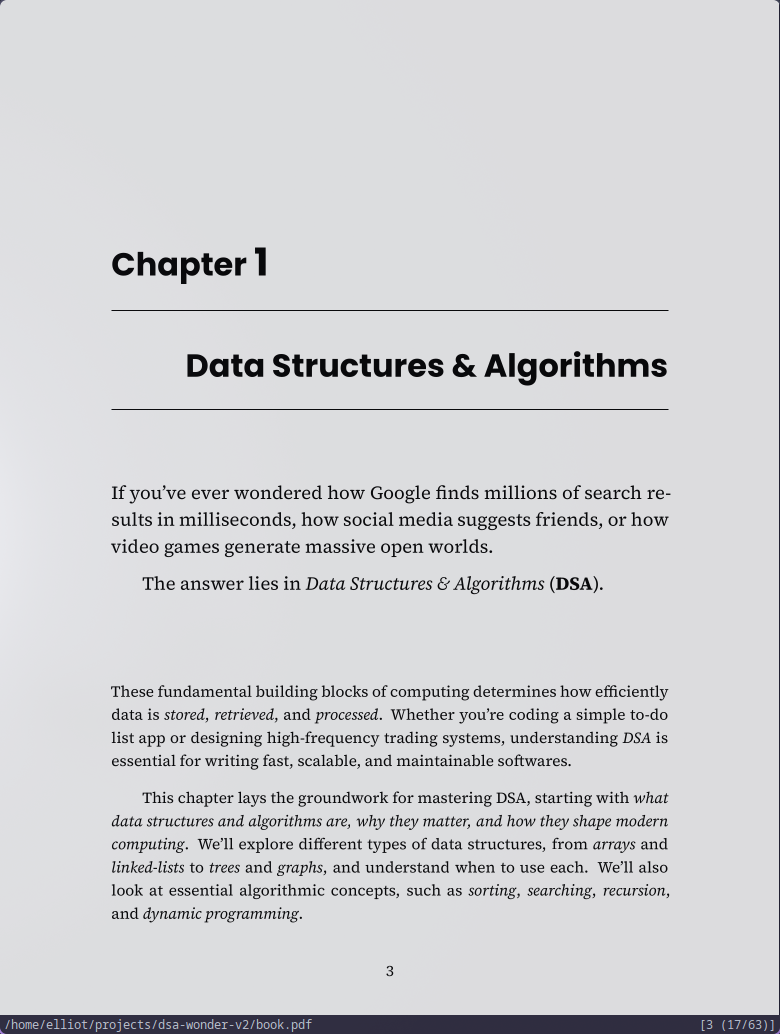 Chapter 1
Data Structures & Algorithms
If you’ve ever wondered how Google finds millions of search re-
sults in milliseconds, how social media suggests friends, or how
video games generate massive open worlds.
The answer lies in Data Structures & Algorithms (DSA).
These fundamental building blocks of computing determines how efficiently
data is stored, retrieved, and processed. Whether you’re coding a simple to-do
list app or designing high-frequency trading systems, understanding DSA is
essential for writing fast, scalable, and maintainable softwares.
This chapter lays the groundwork for mastering DSA, starting with what
data structures and algorithms are, why they matter, and how they shape modern
computing. We’ll explore different types of data structures, from arrays and
linked-lists to trees and graphs, and understand when to use each. We’ll also
look at essential algorithmic concepts, such as sorting, searching, recursion,
and dynamic programming.
3
/home/elliot/projects/dsa-wonder-v2/book.pdf [3 (17/63)]